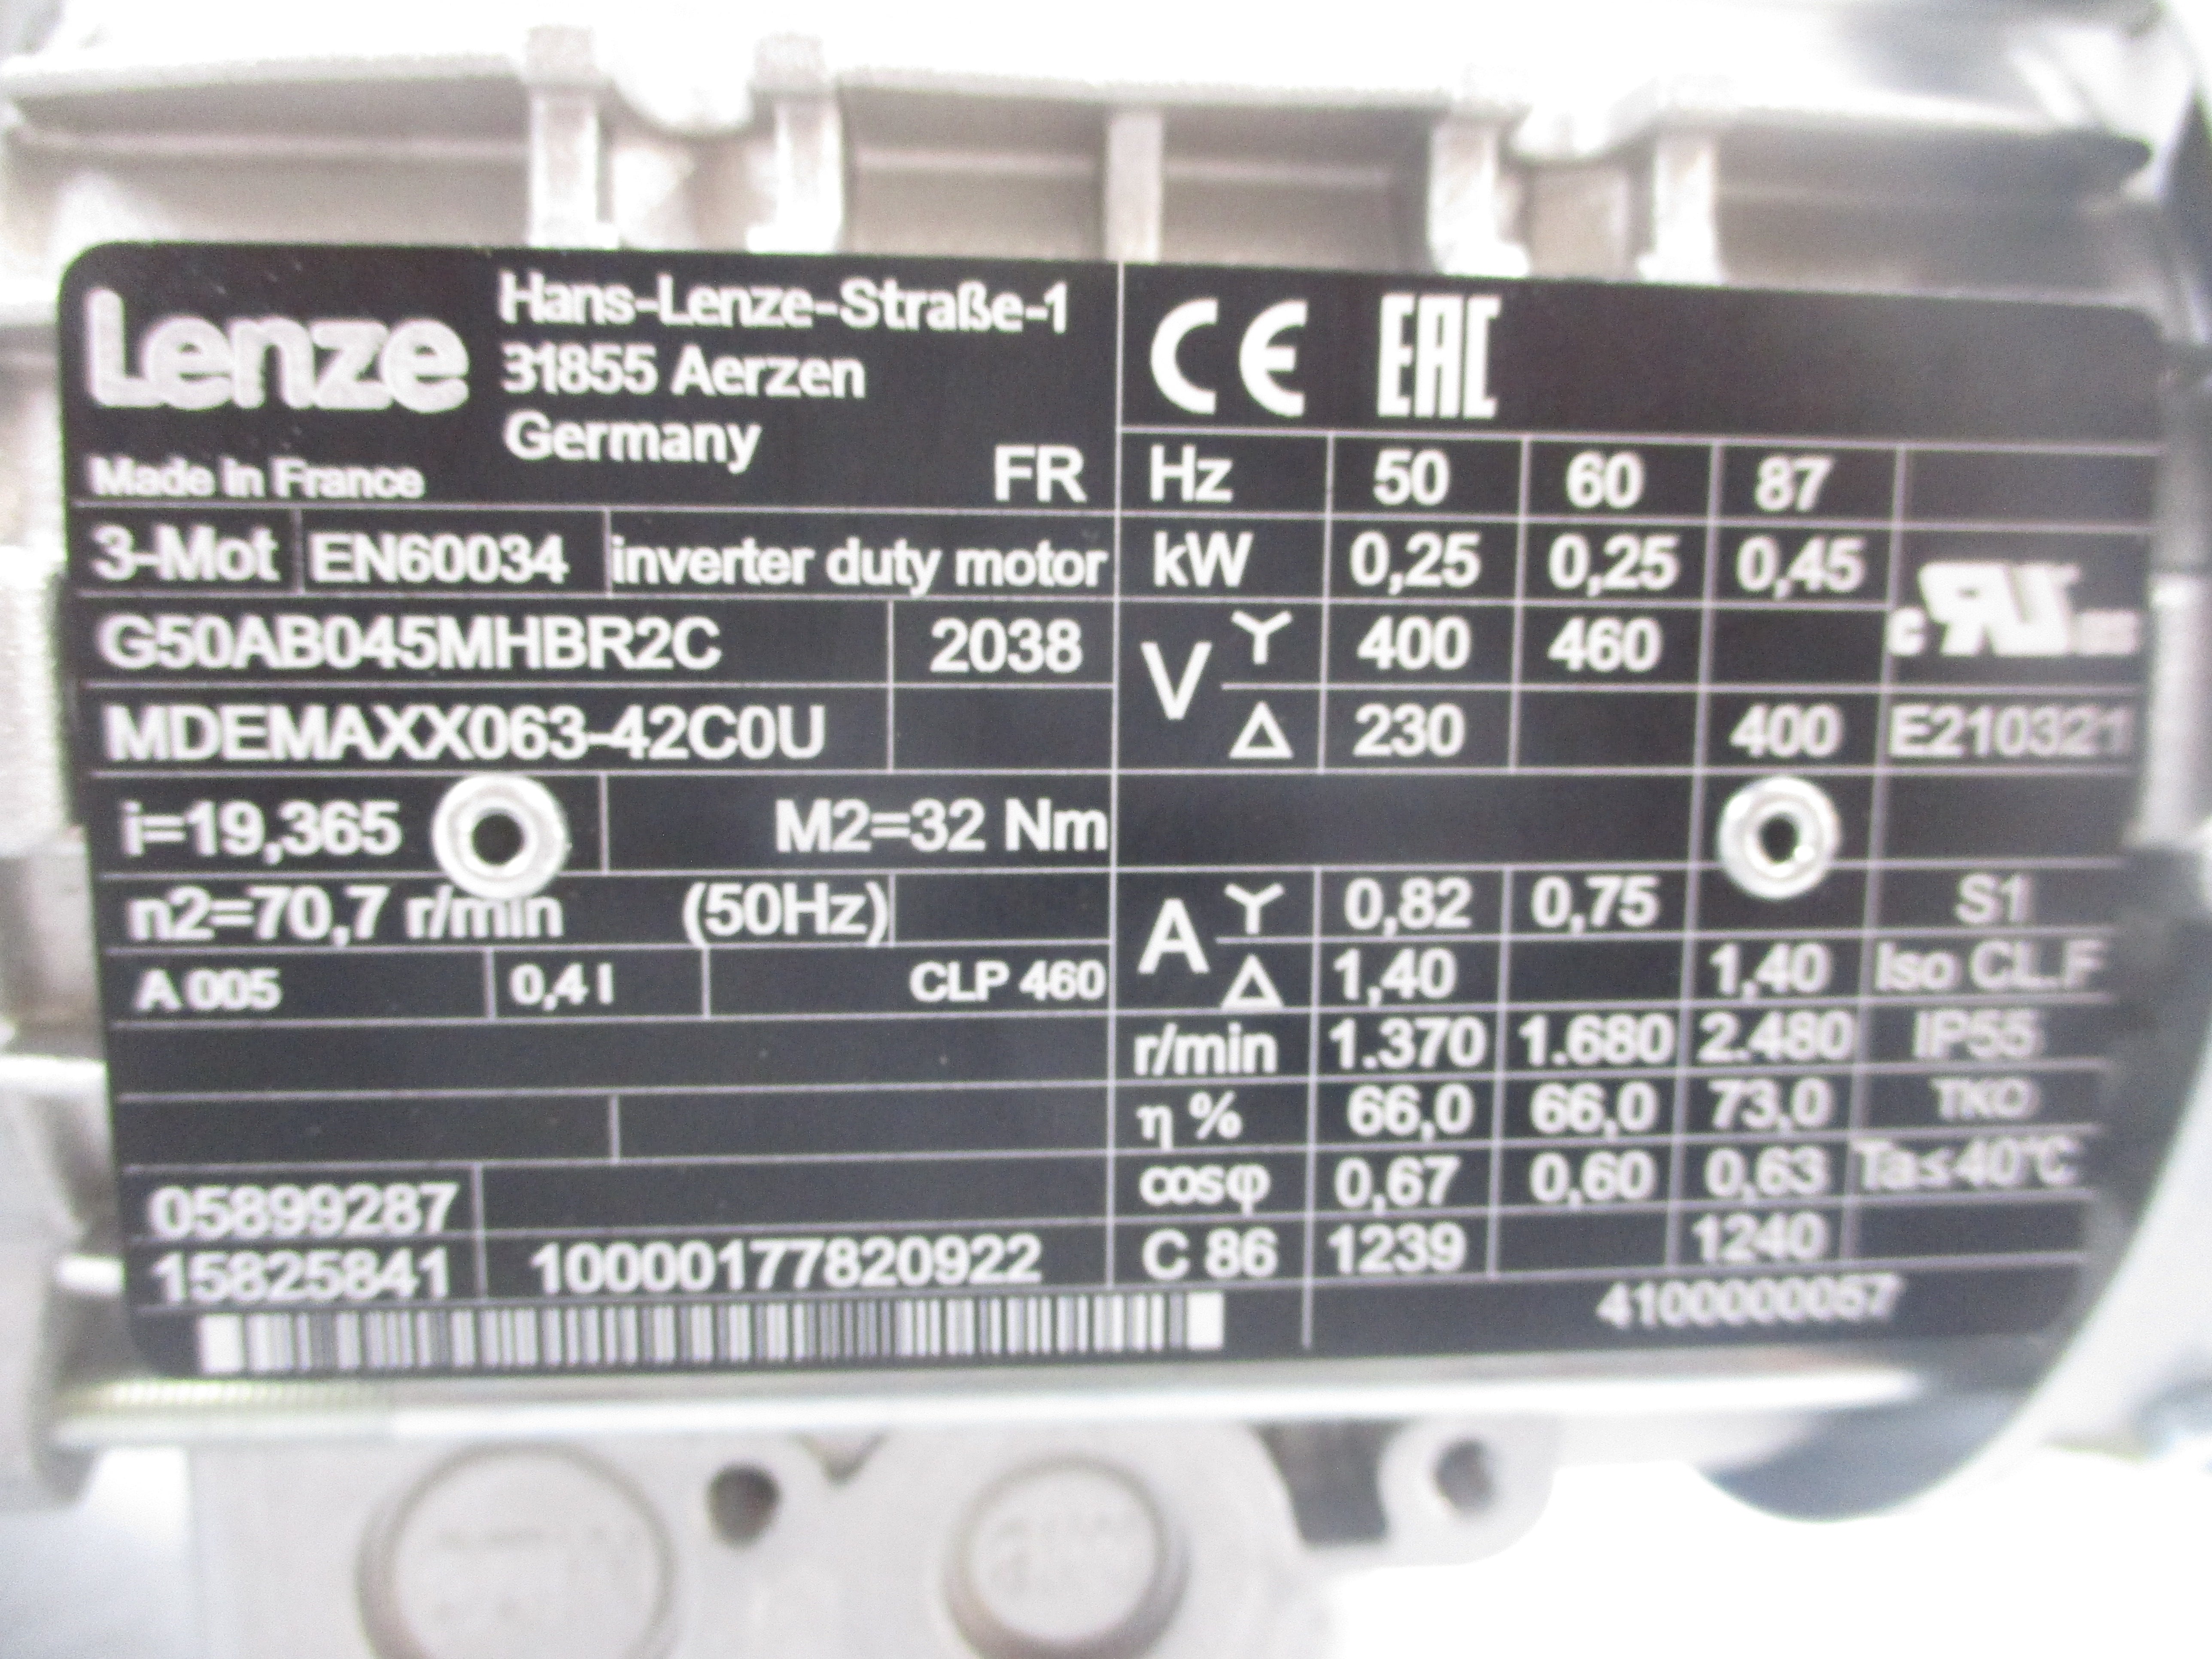 Lenze
Hans-Lenze-Straße-1
31855 Aerzen
Germany
Made in France
FR
3-Mot EN60034 inverter duty motor
G50AB045MHBR2C 2038
MDEMAXX063-42C0U
i=19,365 M2=32 Nm
n2=70,7 r/min (50Hz)
A 005 0,4 l CLP 460
05899287
15825841 10000177820922
CE EAC
Hz 50 60 87
kW 0,25 0,25 0,45
V Y 400 460
Δ 230 400
c RU us
E210321
A Y 0,82 0,75 S1
Δ 1,40 1,40 Iso CL.F
r/min 1.370 1.680 2.480 IP55
η % 66,0 66,0 73,0 TKO
cosφ 0,67 0,60 0,63 Ta≤40°C
C 86 1239 1240
4100000057